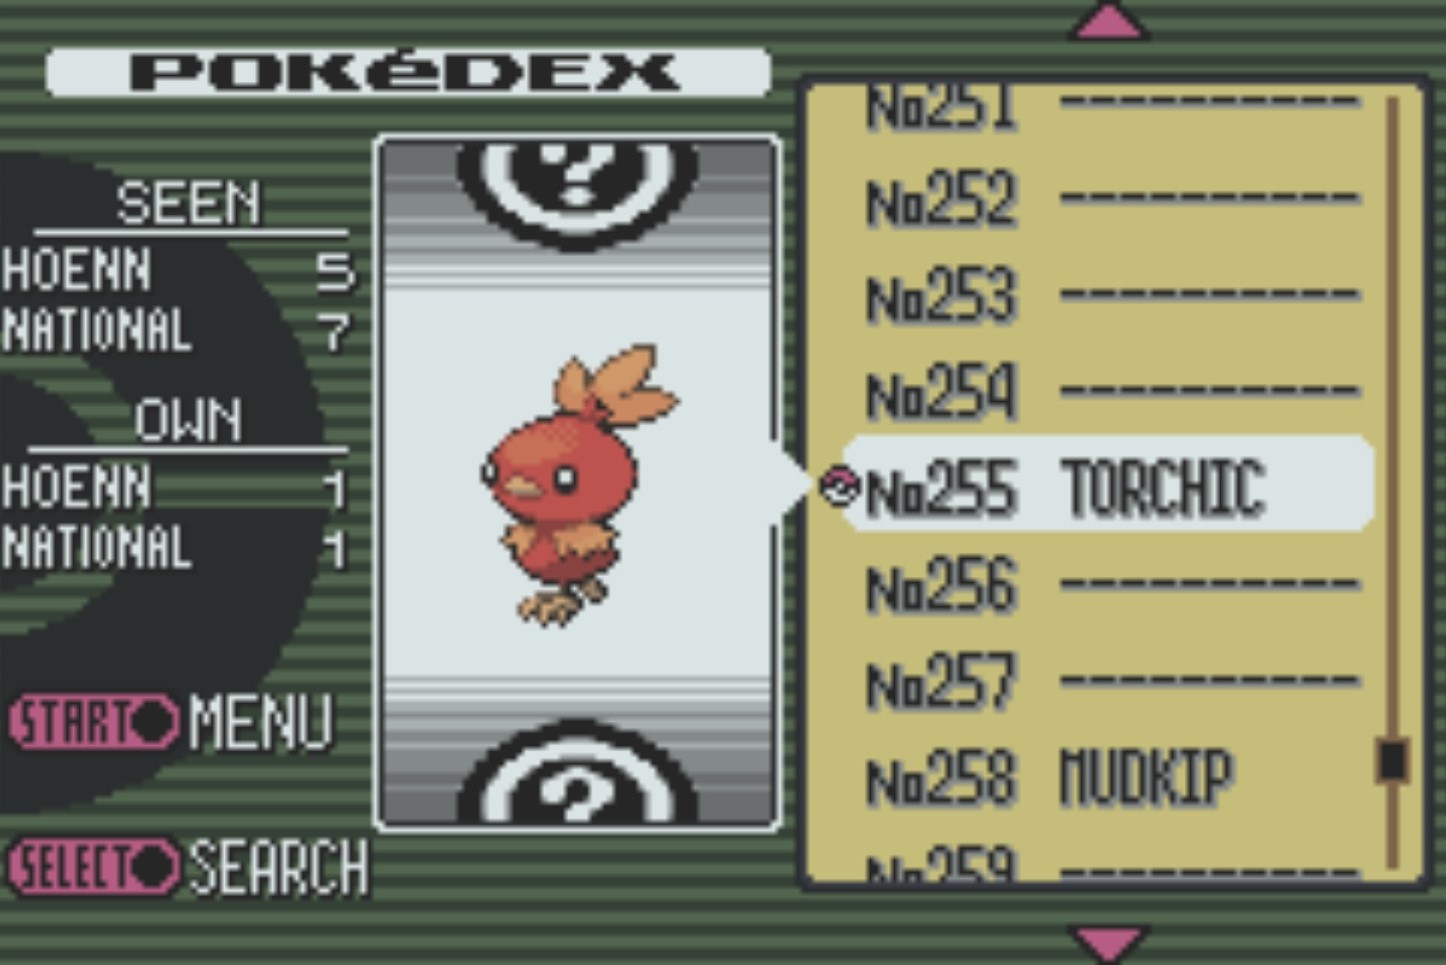 POKéDEX
SEEN
HOENN 5
NATIONAL 7
OWN
HOENN 1
NATIONAL 1
START MENU
SELECT SEARCH
?
?
No251 ----------
No252 ----------
No253 ----------
No254 ----------
No255 TORCHIC
No256 ----------
No257 ----------
No258 MUDKIP
No259 ----------